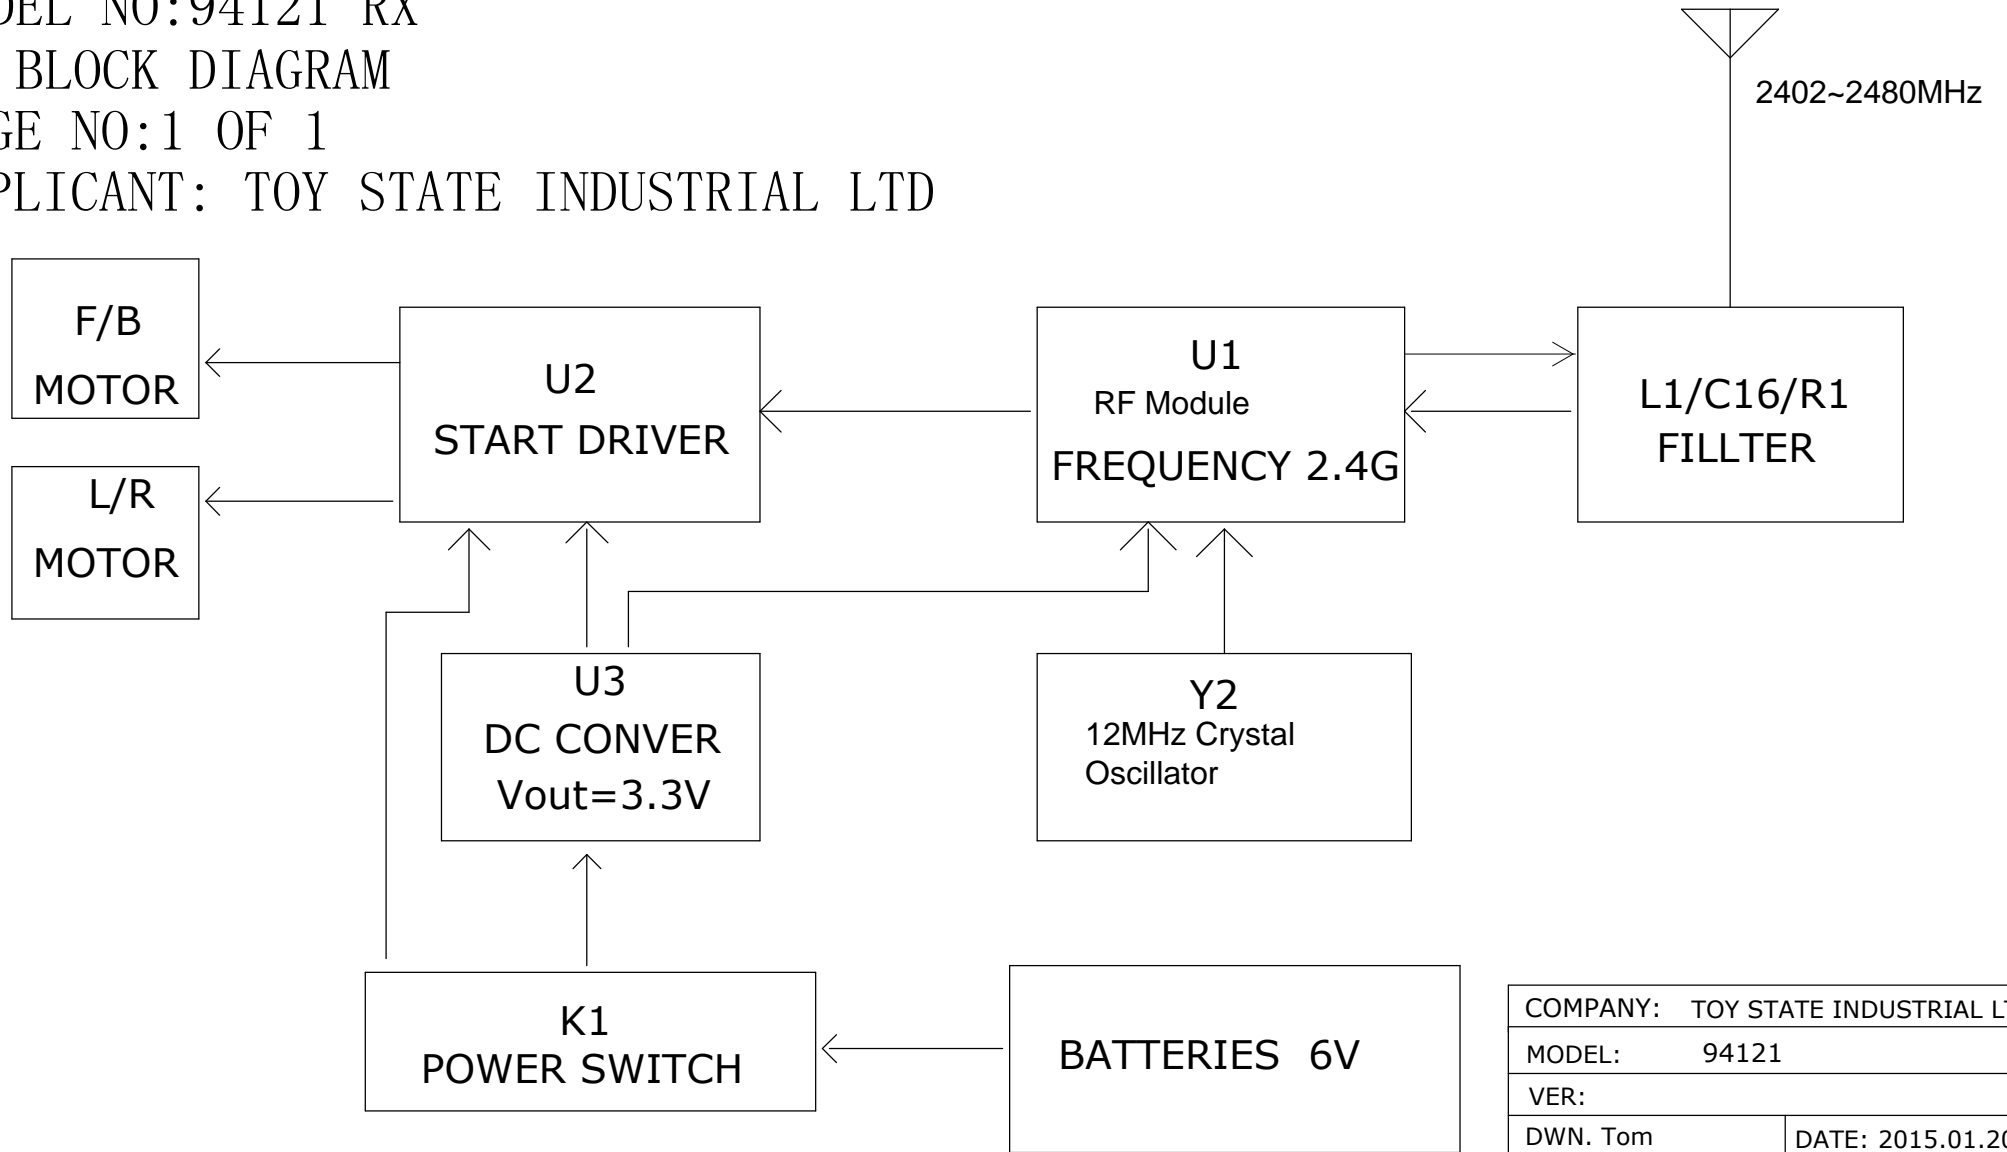 DEL NO:94121 RX
BLOCK DIAGRAM
GE NO:1 OF 1
PLICANT: TOY STATE INDUSTRIAL LTD
2402~2480MHz
F/B
MOTOR
L/R
MOTOR
U2
START DRIVER
U1
RF Module
FREQUENCY 2.4G
L1/C16/R1
FILLTER
U3
DC CONVER
Vout=3.3V
Y2
12MHz Crystal
Oscillator
K1
POWER SWITCH
BATTERIES 6V
COMPANY: TOY STATE INDUSTRIAL LT
MODEL: 94121
VER:
DWN. Tom DATE: 2015.01.20